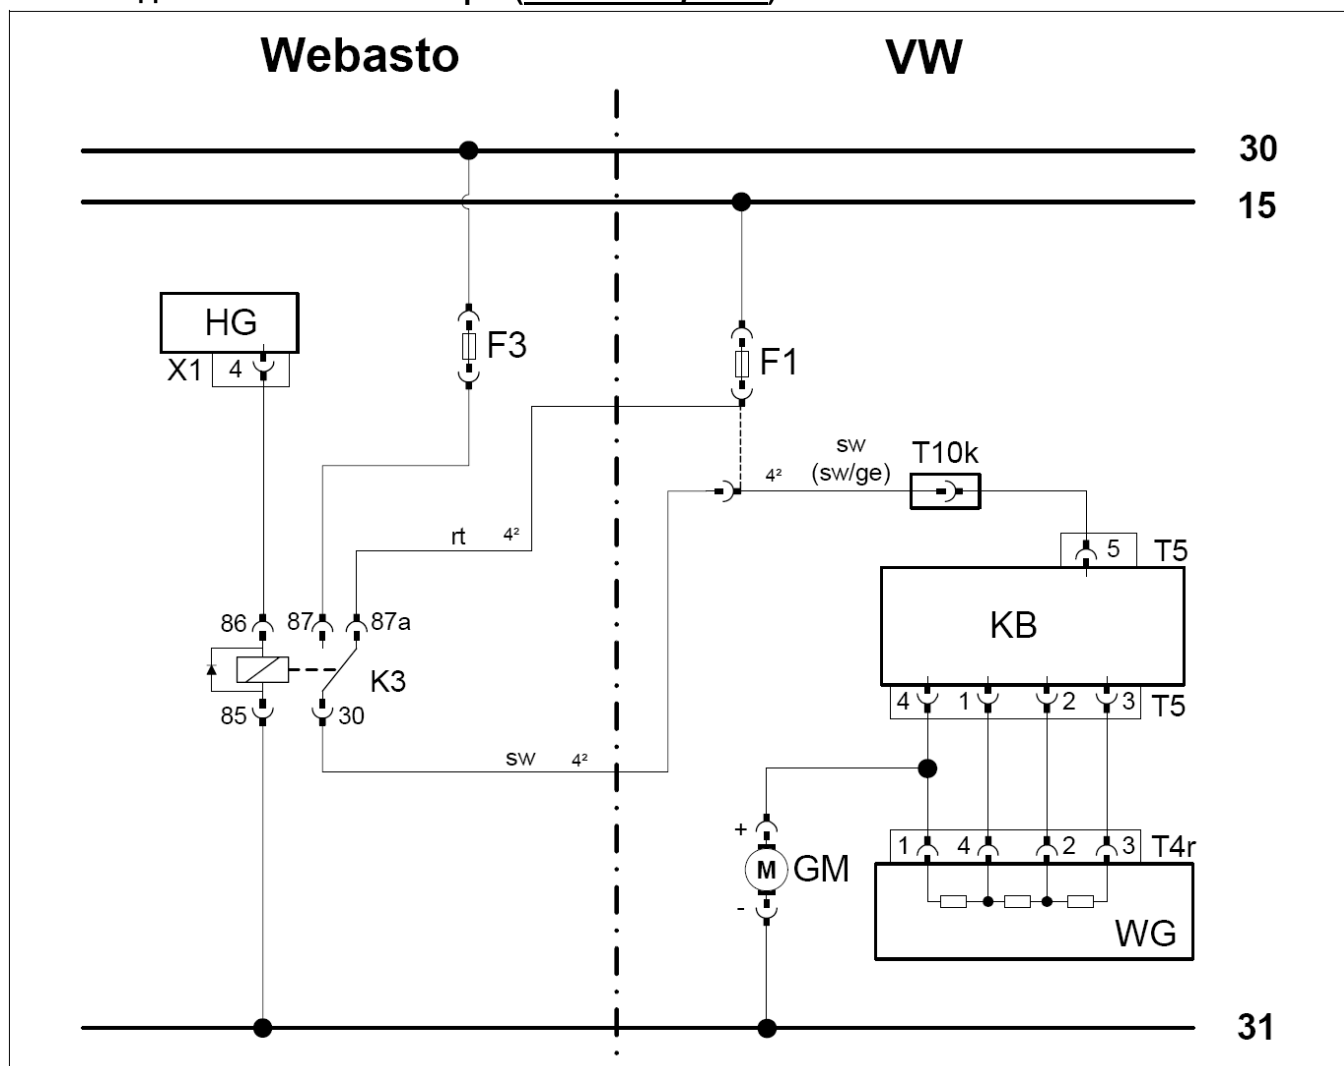 Webasto VW
30
15
HG
X1 4
F3
F1
sw
(sw/ge)
4²
T10k
rt 4²
5 T5
KB
86 87 87a
K3
85 30
4 1 2 3 T5
sw 4²
+
M GM
-
1 4 2 3 T4r
WG
31